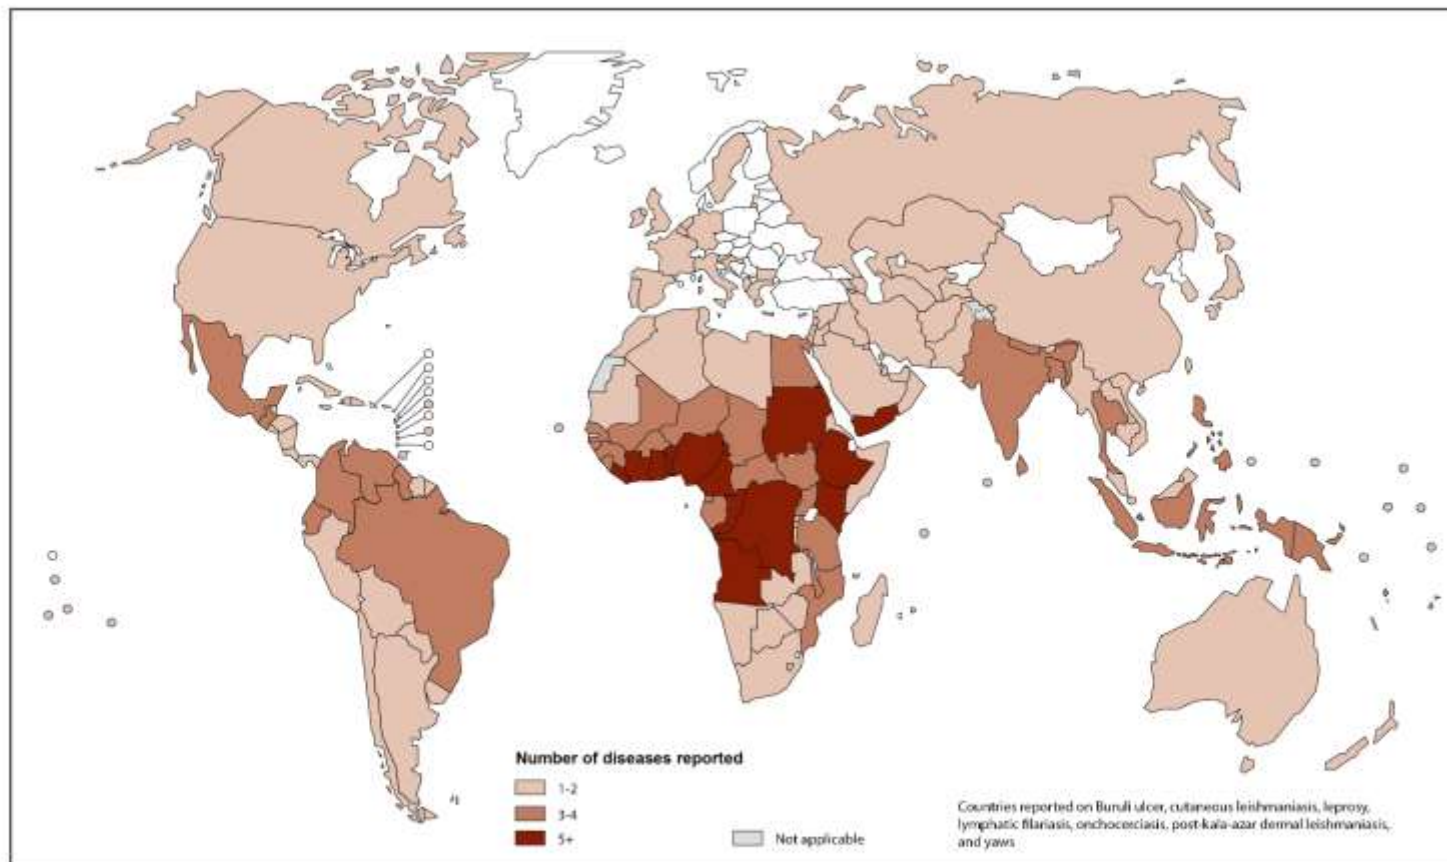 Number of diseases reported
1-2
3-4
5+
Not applicable
Countries reported on Buruli ulcer, cutaneous leishmaniasis, leprosy,
lymphatic filariasis, onchocerciasis, post-kala-azar dermal leishmaniasis,
and yaws